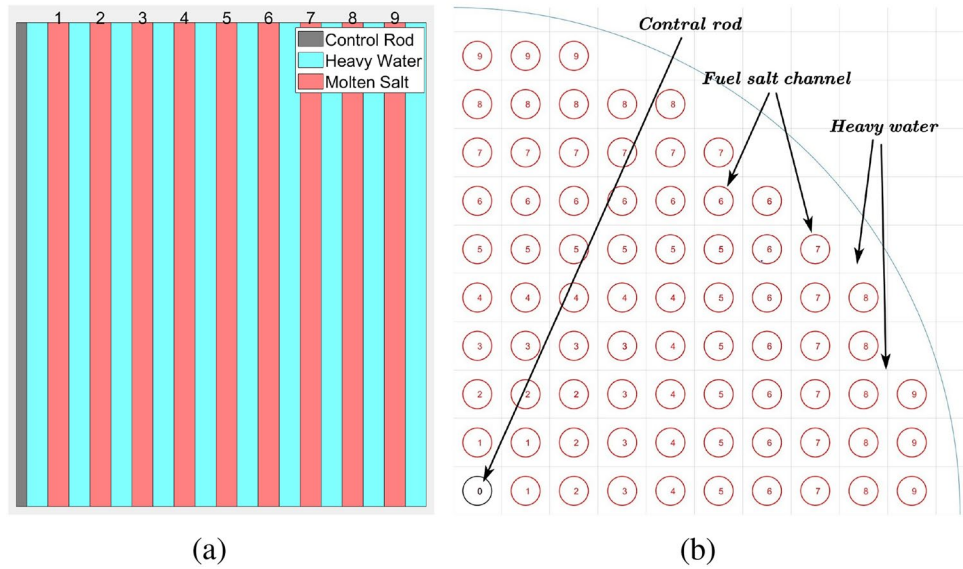 1 2 3 4 5 6 7 8 9
Control Rod
Heavy Water
Molten Salt
(a)
Contral rod
Fuel salt channel
Heavy water
9 9 9
8 8 8 8 8
7 7 7 7 7 7
6 6 6 6 6 6 6
5 5 5 5 5 5 6 7
4 4 4 4 4 5 6 7 8
3 3 3 3 4 5 6 7 8
2 2 2 3 4 5 6 7 8 9
1 1 2 3 4 5 6 7 8 9
0 1 2 3 4 5 6 7 8 9
(b)